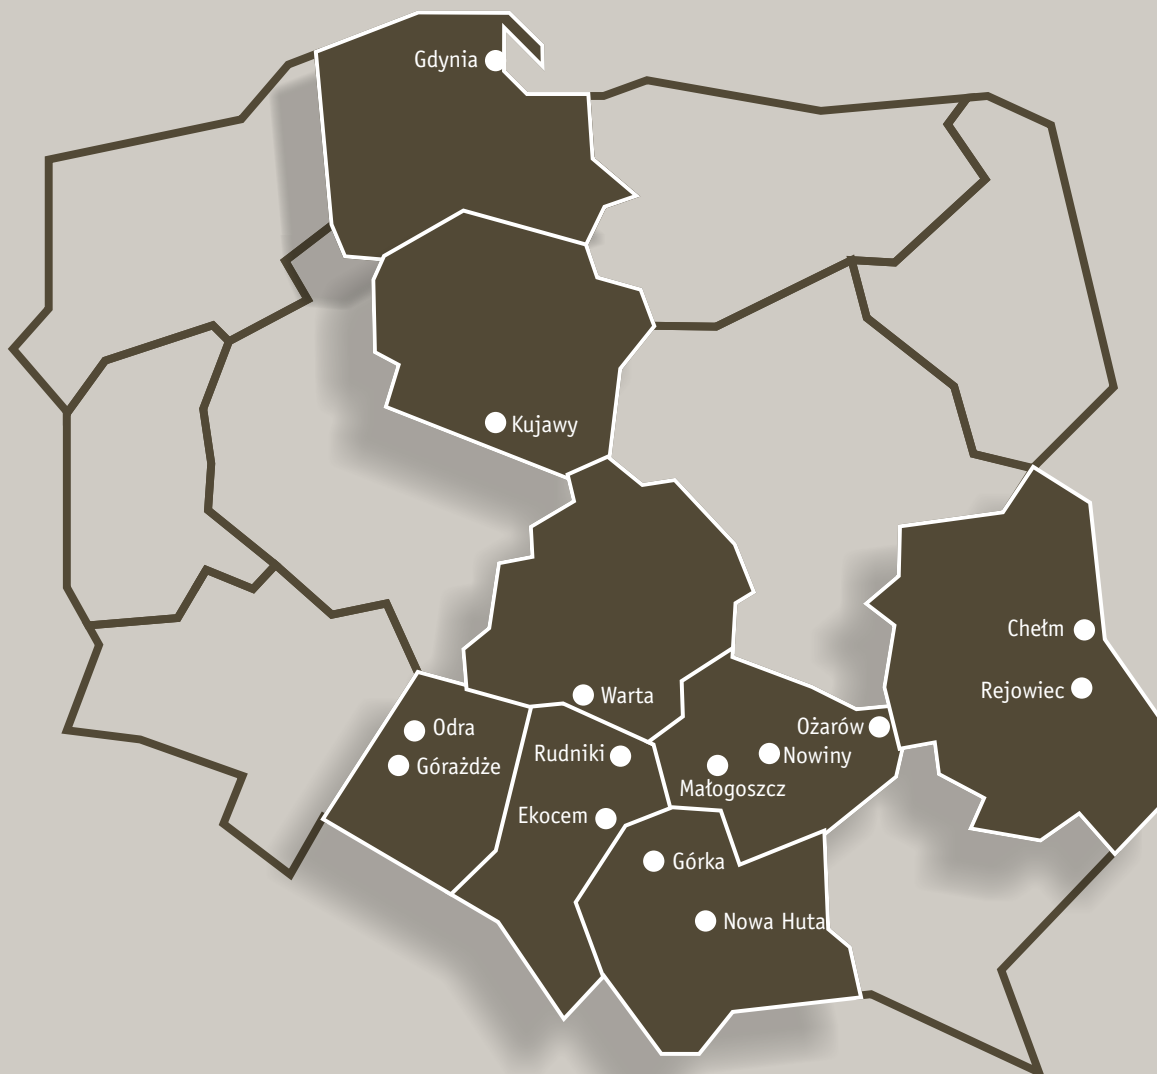 Gdynia
Kujawy
Chełm
Rejowiec
Warta
Ożarów
Odra
Rudniki
Nowiny
Górażdże
Małogoszcz
Ekocem
Górka
Nowa Huta